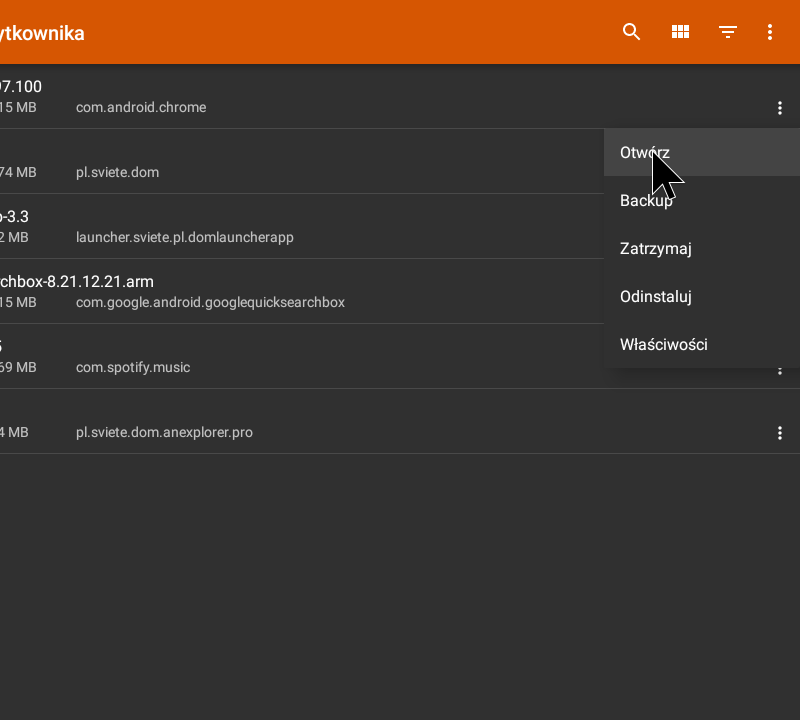 ytkownika
97.100
15 MB com.android.chrome
Otwórz
74 MB pl.sviete.dom
Backup
-3.3
2 MB launcher.sviete.pl.domlauncherapp
Zatrzymaj
chbox-8.21.12.21.arm
15 MB com.google.android.googlequicksearchbox
Odinstaluj
Właściwości
69 MB com.spotify.music
4 MB pl.sviete.dom.anexplorer.pro